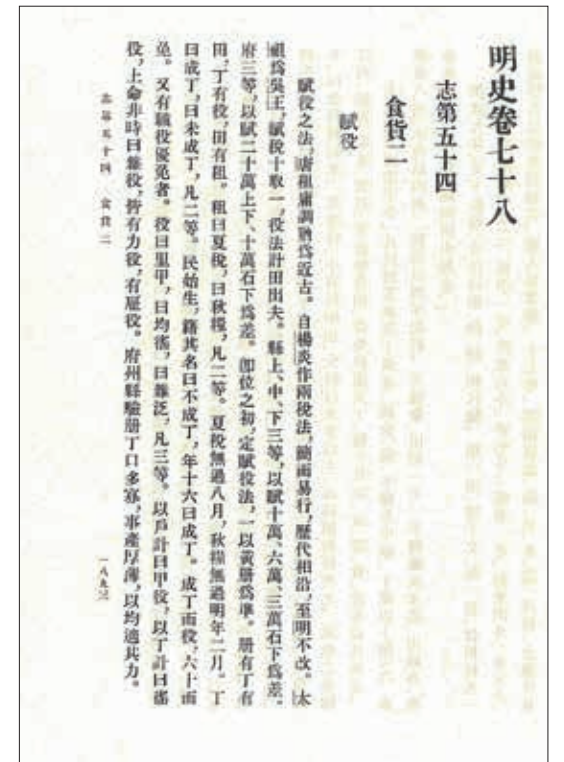 明史卷七十八
志第五十四
食貨二
賦役
賦役之法，唐租庸調猶爲近古。自楊炎作兩稅法，簡而易行，歷代相沿，至明不改。太
祖爲吳王，賦稅十取一，役法計田出夫。縣上、中、下三等，以賦十萬、六萬、三萬石下爲差。
府三等，以賦二十萬上下、十萬石下爲差。卽位之初，定賦役法，一以黃册爲準。册有丁有
田，丁有役，田有租。租曰夏稅，曰秋糧，凡二等。夏稅無過八月，秋糧無過明年二月。丁
曰成丁，曰未成丁，凡二等。民始生，籍其名曰不成丁，年十六曰成丁。成丁而役，六十而
免。又有職役優免者。役曰里甲，曰均徭，曰雜泛，凡三等。以戶計曰甲役，以丁計曰徭
役，上命非時曰雜役，皆有力役，有雇役。府州縣驗册丁口多寡，事產厚薄，以均適其力。
志第五十四 食貨二
一八九三